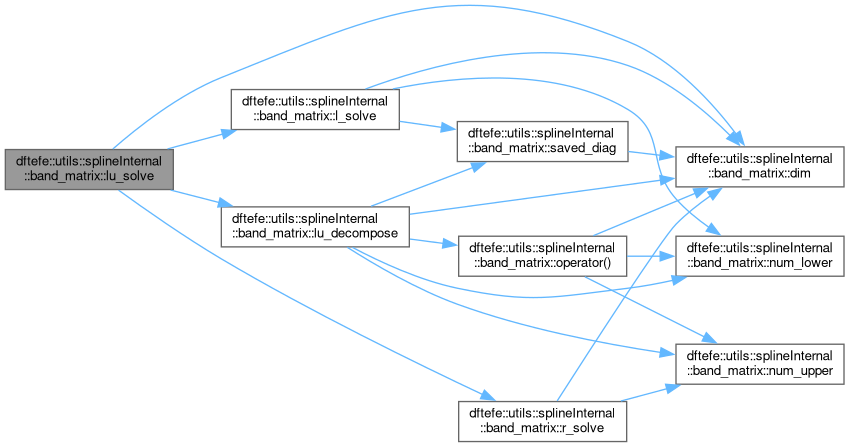 dftefe::utils::splineInternal
::band_matrix::lu_solve
dftefe::utils::splineInternal
::band_matrix::l_solve
dftefe::utils::splineInternal
::band_matrix::lu_decompose
dftefe::utils::splineInternal
::band_matrix::saved_diag
dftefe::utils::splineInternal
::band_matrix::operator()
dftefe::utils::splineInternal
::band_matrix::r_solve
dftefe::utils::splineInternal
::band_matrix::dim
dftefe::utils::splineInternal
::band_matrix::num_lower
dftefe::utils::splineInternal
::band_matrix::num_upper